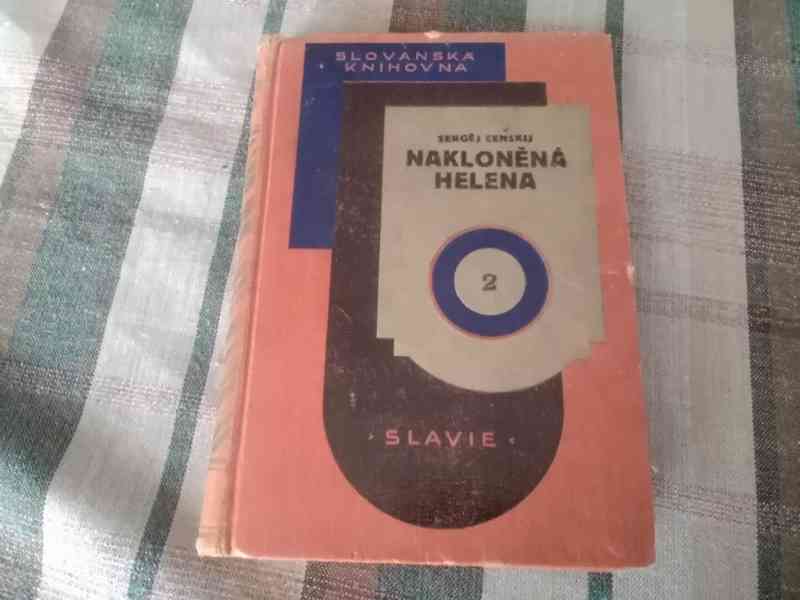 SLOVANSKÁ
KNIHOVNA
SERGĚJ CENSKIJ
NAKLONĚNÁ
HELENA
2
SLAVIE